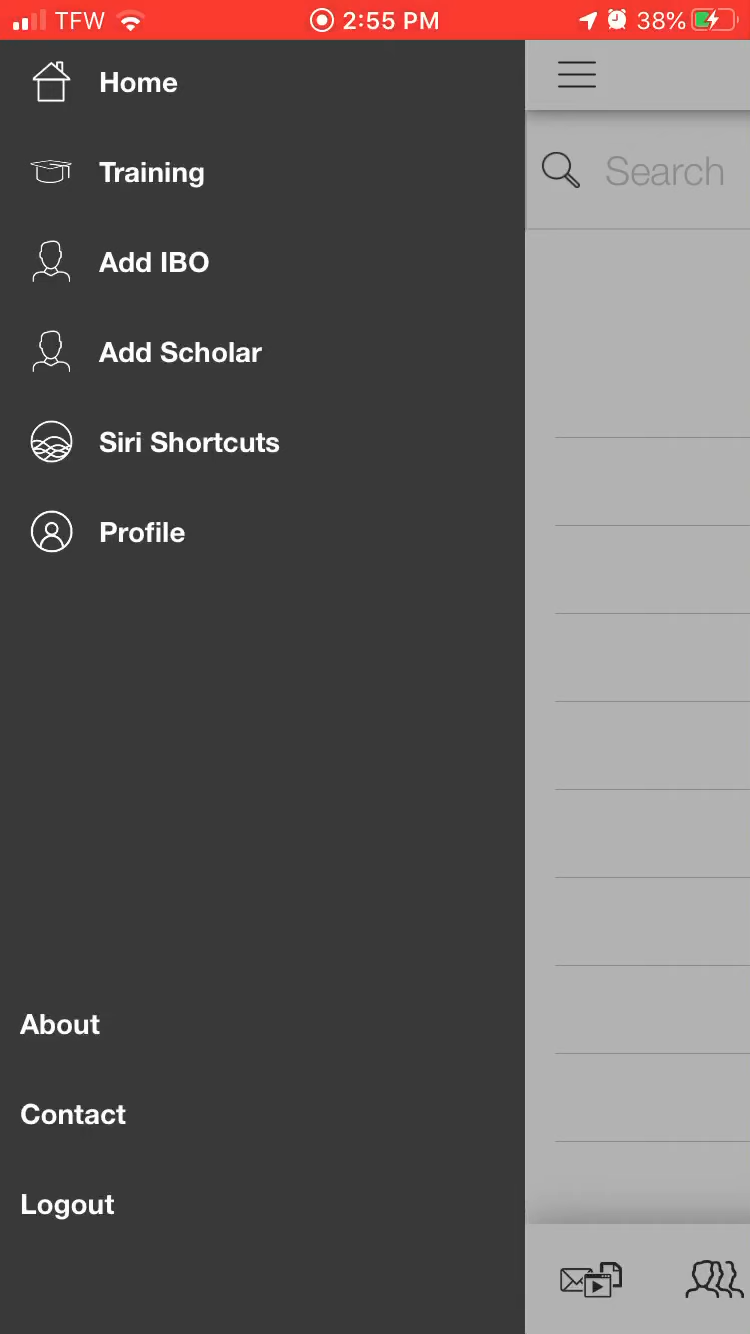 TFW 2:55 PM 38%
Home
Training
Search
Add IBO
Add Scholar
Siri Shortcuts
Profile
About
Contact
Logout